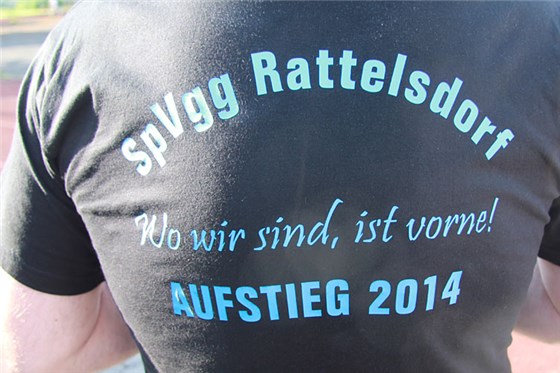 SpVgg Rattelsdorf
Wo wir sind, ist vorne!
AUFSTIEG 2014